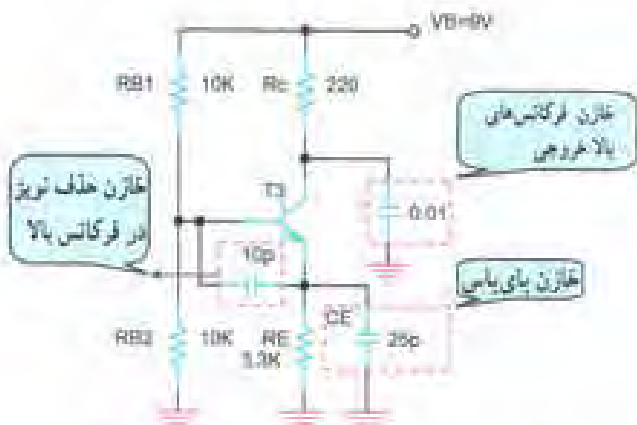 VB=9V
RB1
10K
Rc
220
خازن فرکانس‌های
بالا خروجی
خازن حذف نویز
در فرکانس بالا
T3
0.01
10p
خازن بای پاس
CE
RB2
10K
RE
3.3K
25p